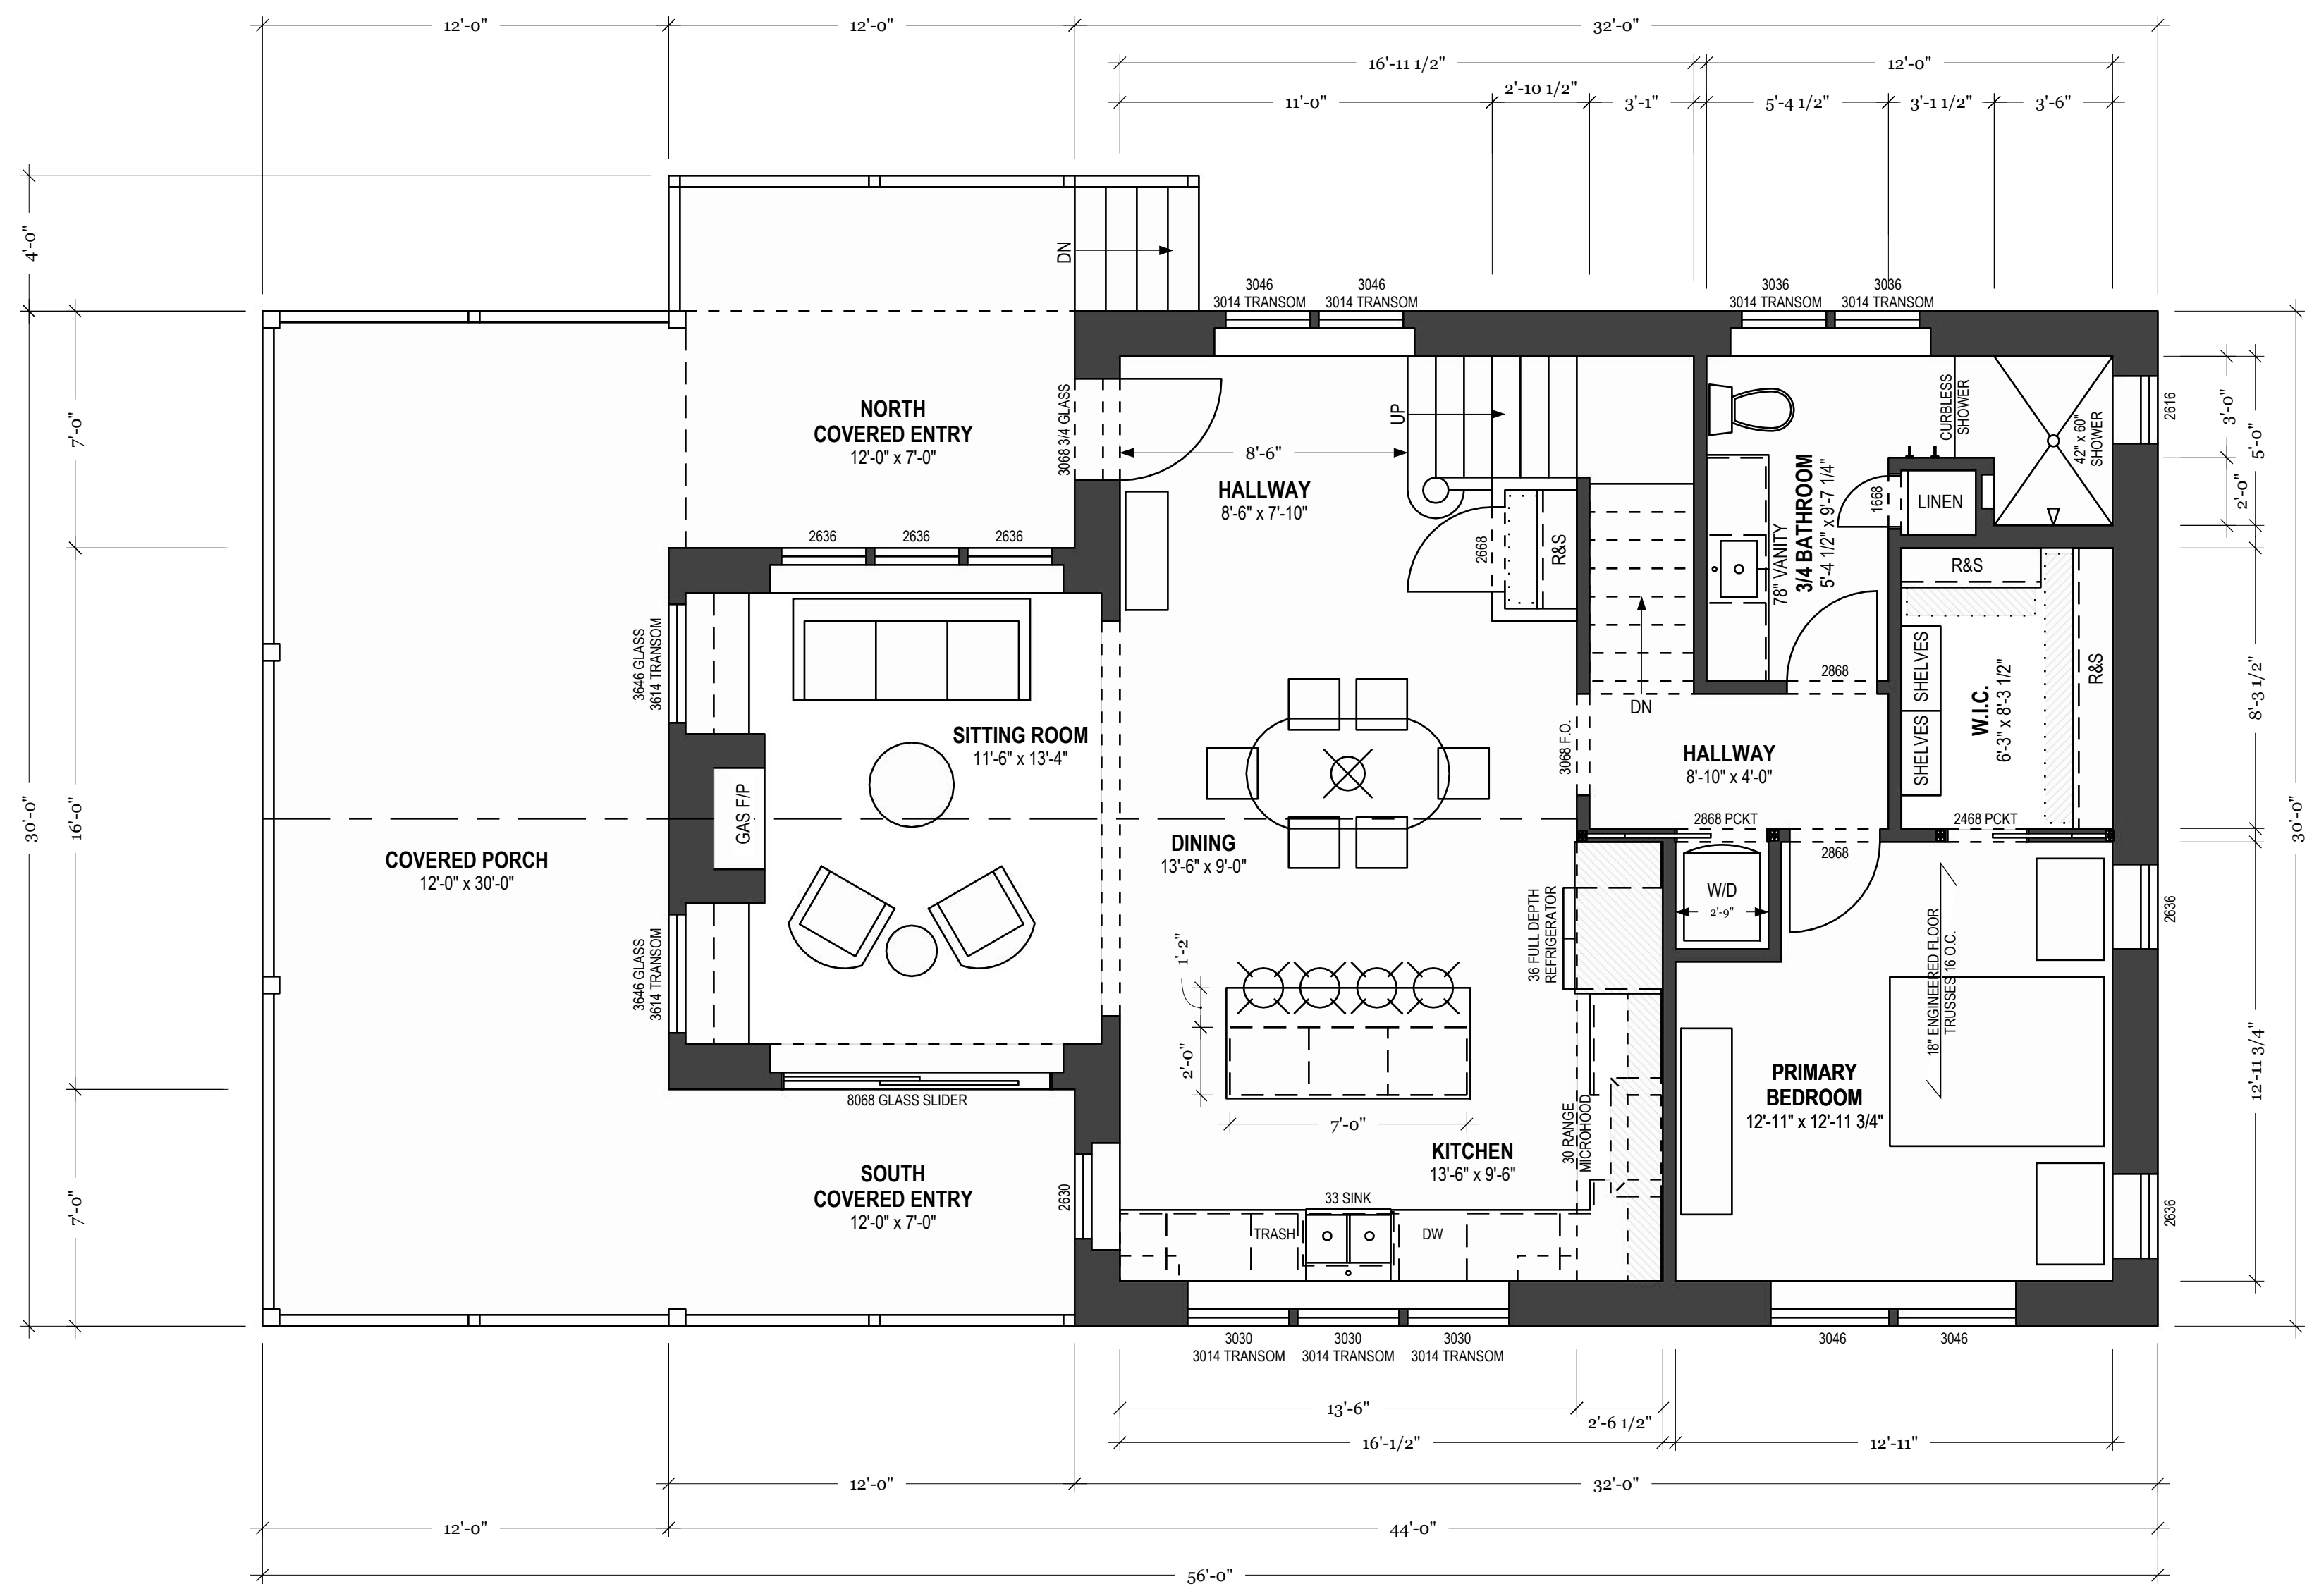 12'-0"
12'-0"
32'-0"
16'-11 1/2"
12'-0"
11'-0"
2'-10 1/2"
3'-1"
5'-4 1/2"
3'-1 1/2"
3'-6"
4'-0"
30'-0"
7'-0"
16'-0"
7'-0"
DN
3046
3014 TRANSOM
3046
3014 TRANSOM
3036
3014 TRANSOM
3036
3014 TRANSOM
NORTH
COVERED ENTRY
12'-0" x 7'-0"
3068 3/4 GLASS
8'-6"
HALLWAY
8'-6" x 7'-10"
UP
2668
R&S
CURBLESS
SHOWER
42" x 60"
SHOWER
2616
3'-0"
5'-0"
2'-0"
78" VANITY
3/4 BATHROOM
5'-4 1/2" x 9'-7 1/4"
1668
LINEN
2636
2636
2636
3646 GLASS
3614 TRANSOM
SITTING ROOM
11'-6" x 13'-4"
GAS F/P
3646 GLASS
3614 TRANSOM
COVERED PORCH
12'-0" x 30'-0"
DN
3068 F.O.
HALLWAY
8'-10" x 4'-0"
2868
R&S
SHELVES
SHELVES
W.I.C.
6'-3" x 8'-3 1/2"
R&S
8'-3 1/2"
30'-0"
2868 PCKT
2868
2468 PCKT
DINING
13'-6" x 9'-0"
W/D
2'-9"
36 FULL DEPTH
REFRIGERATOR
18" ENGINEERED FLOOR
TRUSSES 16 O.C.
2636
1'-2"
2'-0"
7'-0"
8068 GLASS SLIDER
PRIMARY
BEDROOM
12'-11" x 12'-11 3/4"
12'-11 3/4"
30 RANGE
MICROHOOD
KITCHEN
13'-6" x 9'-6"
SOUTH
COVERED ENTRY
12'-0" x 7'-0"
2630
33 SINK
TRASH
DW
2636
3030
3014 TRANSOM
3030
3014 TRANSOM
3030
3014 TRANSOM
3046
3046
13'-6"
2'-6 1/2"
16'-1/2"
12'-11"
12'-0"
32'-0"
12'-0"
44'-0"
56'-0"